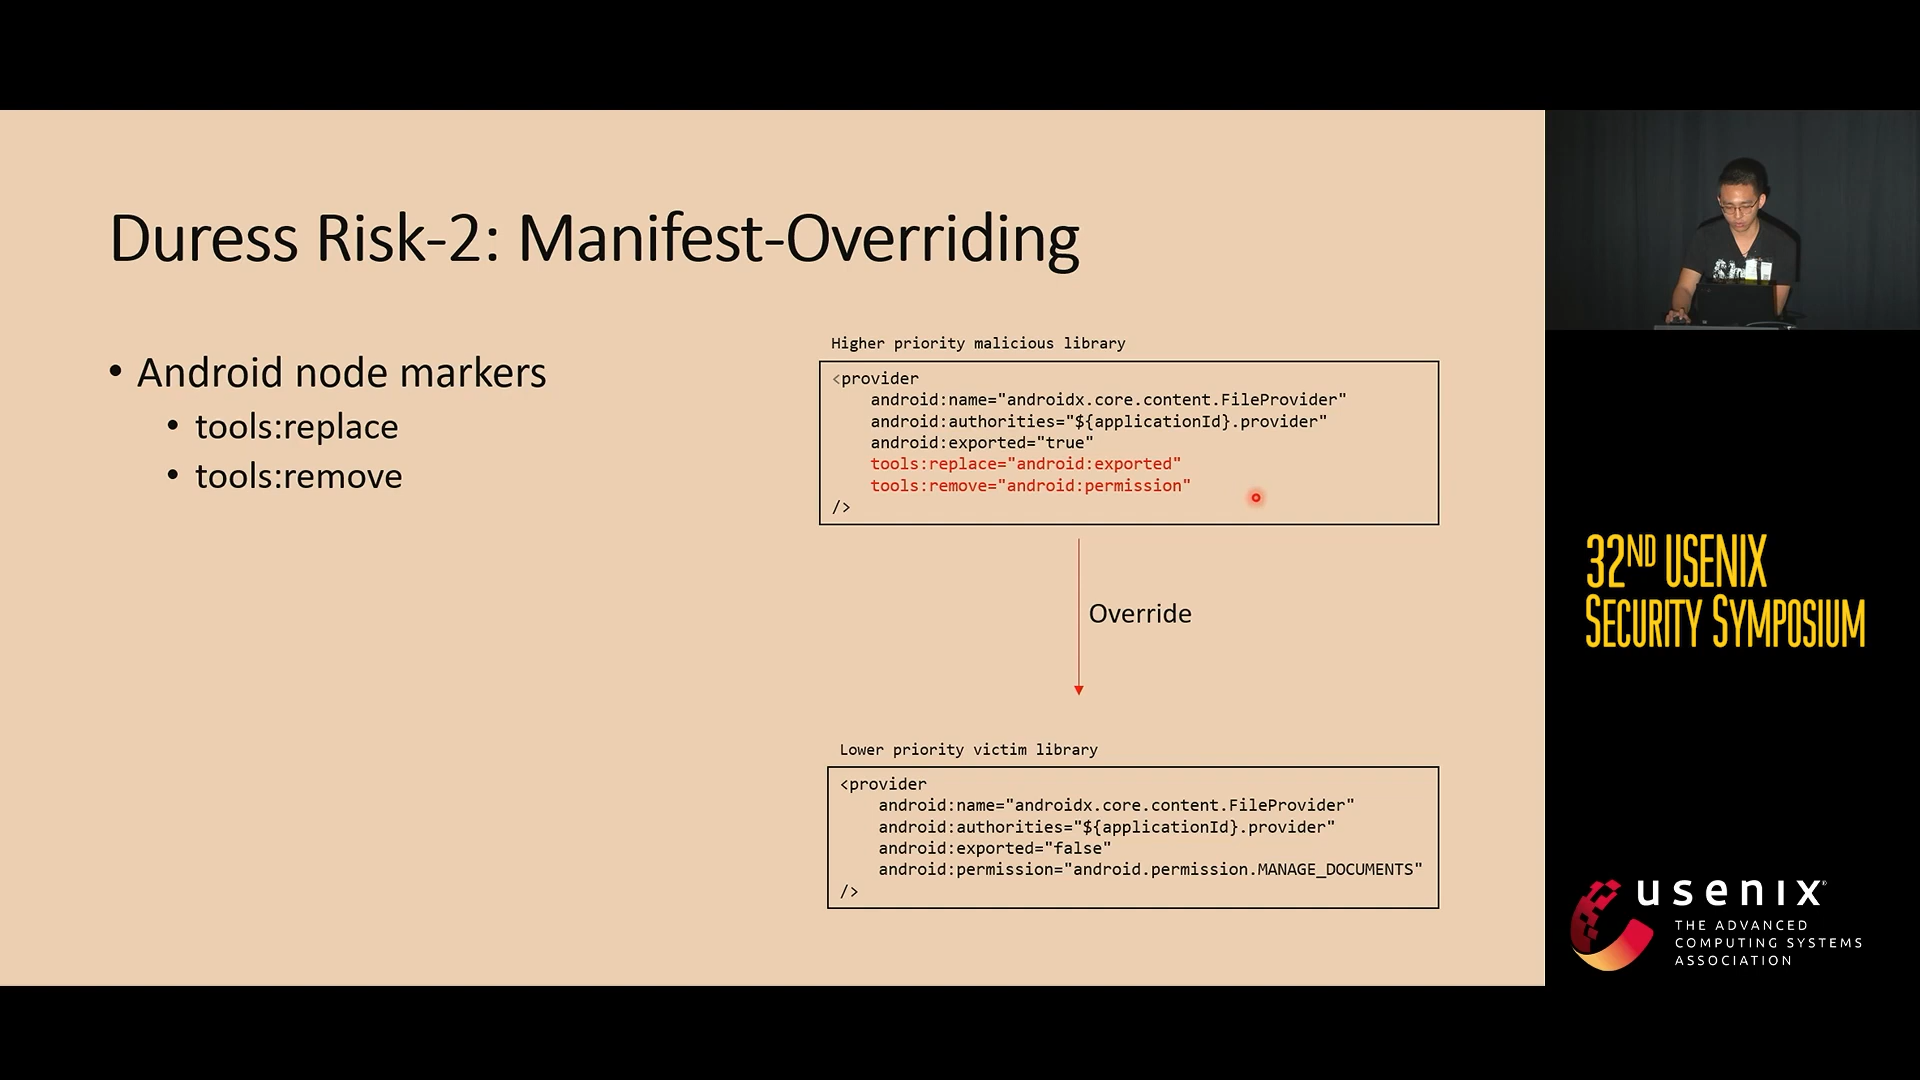 Duress Risk-2: Manifest-Overriding
• Android node markers
• tools:replace
• tools:remove
Higher priority malicious library
<provider
android:name="androidx.core.content.FileProvider"
android:authorities="${applicationId}.provider"
android:exported="true"
tools:replace="android:exported"
tools:remove="android:permission"
/>
Override
Lower priority victim library
<provider
android:name="androidx.core.content.FileProvider"
android:authorities="${applicationId}.provider"
android:exported="false"
android:permission="android.permission.MANAGE_DOCUMENTS"
/>
32ND USENIX
SECURITY SYMPOSIUM
usenix®
THE ADVANCED
COMPUTING SYSTEMS
ASSOCIATION